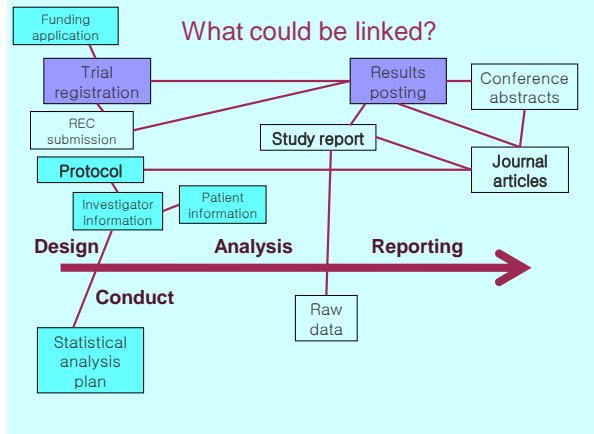 Funding
application
What could be linked?
Trial
registration
Results
posting
Conference
abstracts
REC
submission
Study report
Protocol
Journal
articles
Investigator
information
Patient
information
Design
Analysis
Reporting
Conduct
Raw
data
Statistical
analysis
plan